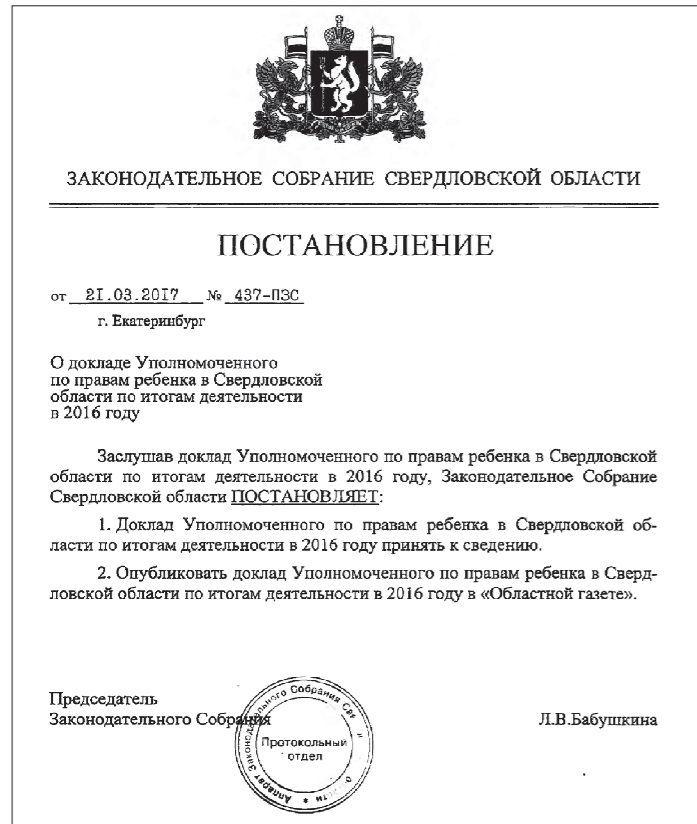 ЗАКОНОДАТЕЛЬНОЕ СОБРАНИЕ СВЕРДЛОВСКОЙ ОБЛАСТИ
ПОСТАНОВЛЕНИЕ
от 21.03.2017 № 437-ПЗС
г. Екатеринбург
О докладе Уполномоченного
по правам ребенка в Свердловской
области по итогам деятельности
в 2016 году
Заслушав доклад Уполномоченного по правам ребенка в Свердловской
области по итогам деятельности в 2016 году, Законодательное Собрание
Свердловской области ПОСТАНОВЛЯЕТ:
1. Доклад Уполномоченного по правам ребенка в Свердловской об-
ласти по итогам деятельности в 2016 году принять к сведению.
2. Опубликовать доклад Уполномоченного по правам ребенка в Сверд-
ловской области по итогам деятельности в 2016 году в «Областной газете».
Председатель
Законодательного Собрания
Л.В.Бабушкина
Аппарат Законодательного Собрания
Протокольный
отдел